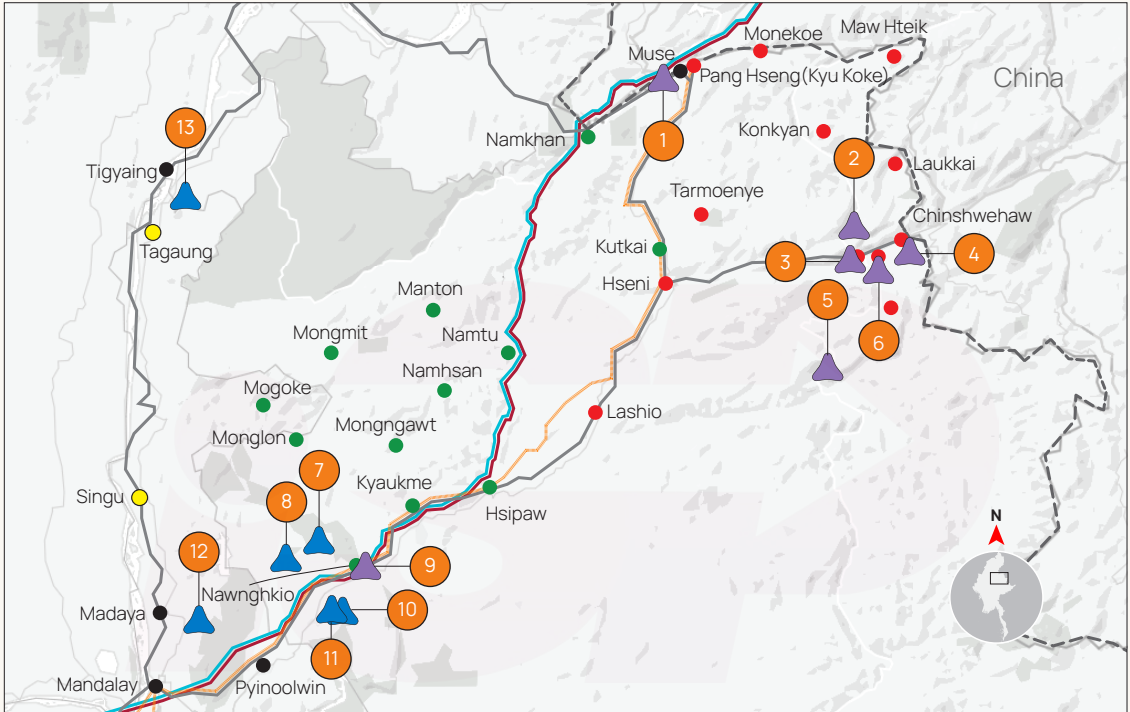 Muse
Monekoe
Maw Hteik
Pang Hseng(Kyu Koke)
China
13
1
Namkhan
Konkyan
2
Laukkai
Tigyaing
Tarmoenye
Chinshwehaw
Tagaung
Kutkai
3
4
Hseni
5
Manton
6
Mongmit
Namtu
Namhsan
Mogoke
Lashio
Monglon
Mongngawt
7
Kyaukme
8
Singu
Hsipaw
N
12
9
Nawnghkio
10
Madaya
11
Mandalay
Pyinoolwin